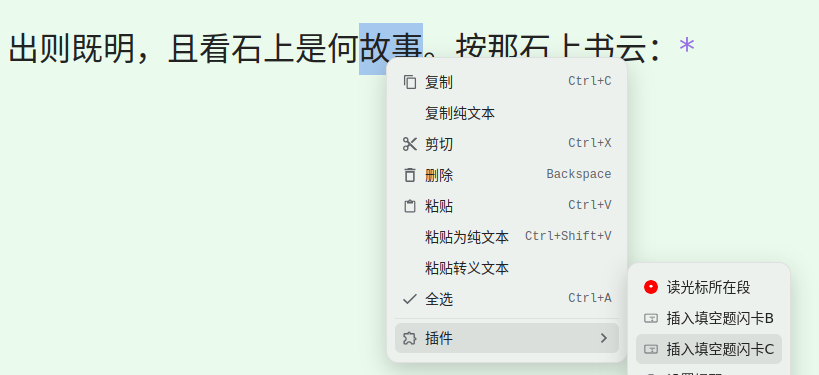 出则既明，且看石上是何故事。按那石上书云：*
复制 Ctrl+C
复制纯文本
剪切 Ctrl+X
删除 Backspace
粘贴 Ctrl+V
粘贴为纯文本 Ctrl+Shift+V
粘贴转义文本
全选 Ctrl+A
插件
读光标所在段
插入填空题闪卡B
插入填空题闪卡C